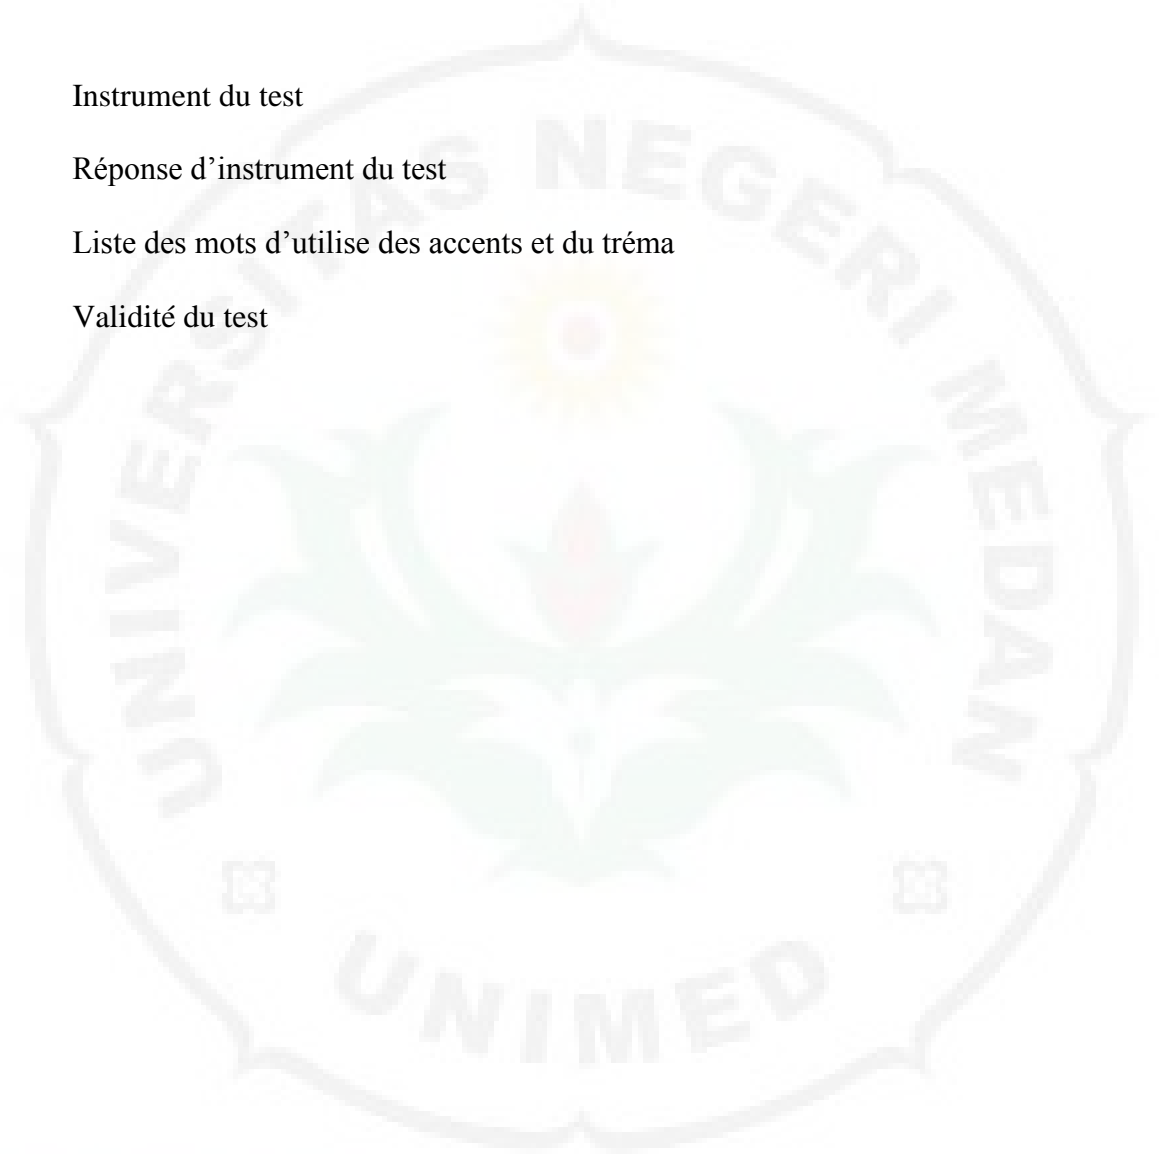 Instrument du test
Réponse d’instrument du test
Liste des mots d’utilise des accents et du tréma
Validité du test
UNIVERSITAS NEGERI MEDAN
UNIMED